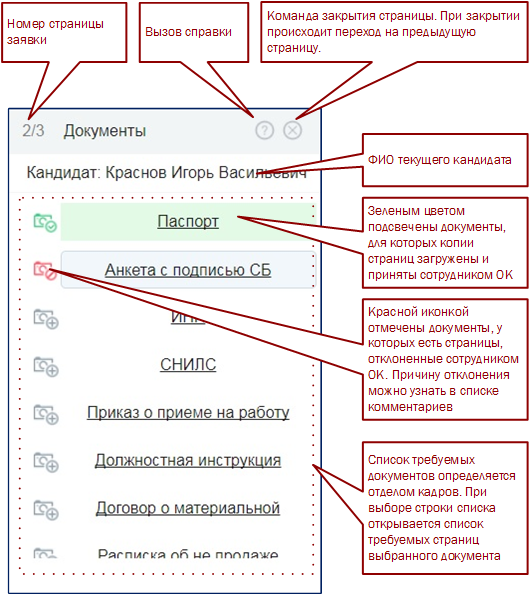 Номер страницы
заявки
Вызов справки
Команда закрытия страницы. При закрытии
происходит переход на предыдущую
страницу.
2/3 Документы
Кандидат: Краснов Игорь Васильевич
ФИО текущего кандидата
Паспорт
Зеленым цветом
подсвечены документы,
для которых копии
страниц загружены и
приняты сотрудником ОК
Анкета с подписью СБ
Красной иконкой
отмечены документы, у
которых есть страницы,
отклоненные сотрудником
ОК. Причину отклонения
можно узнать в списке
комментариев
ИНН
СНИЛС
Приказ о приеме на работу
Должностная инструкция
Договор о материальной
Расписка об не продаже
Список требуемых
документов определяется
отделом кадров. При
выборе строки списка
открывается список
требуемых страниц
выбранного документа